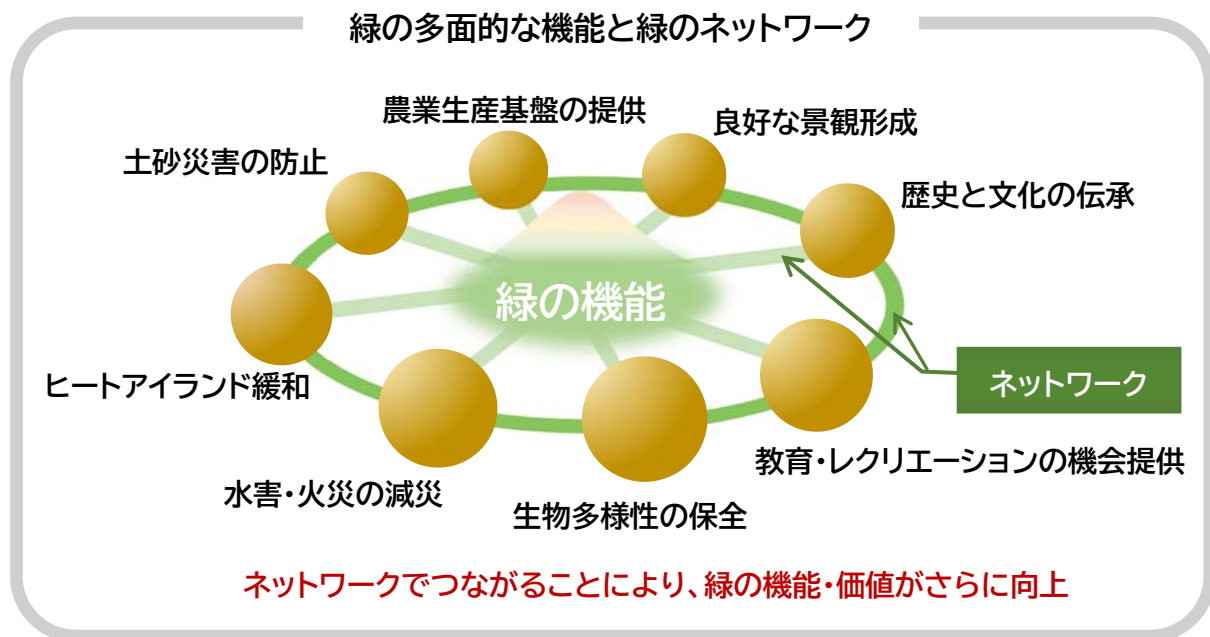 緑の多面的な機能と緑のネットワーク
農業生産基盤の提供
良好な景観形成
土砂災害の防止
歴史と文化の伝承
緑の機能
ヒートアイランド緩和
ネットワーク
教育・レクリエーションの機会提供
水害・火災の減災
生物多様性の保全
ネットワークでつながることにより、緑の機能・価値がさらに向上